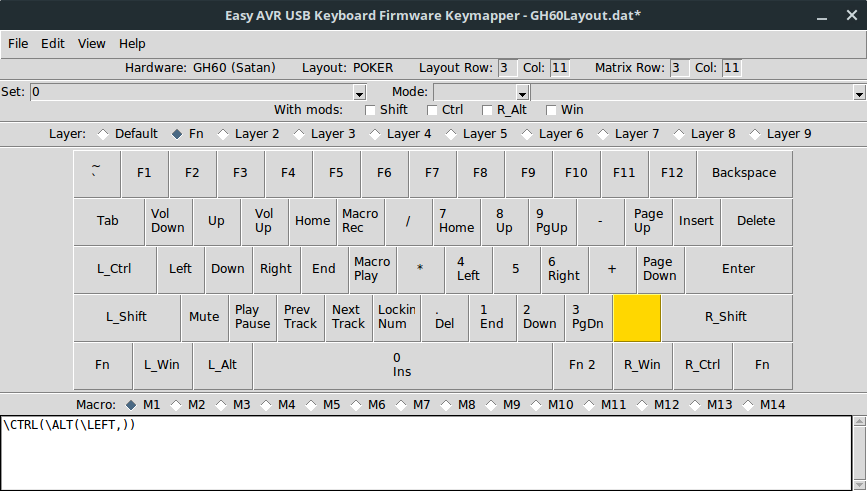 Easy AVR USB Keyboard Firmware Keymapper - GH60Layout.dat*
File Edit View Help
Hardware: GH60 (Satan) Layout: POKER Layout Row: 3 Col: 11 Matrix Row: 3 Col: 11
Set: 0 Mode:
With mods: Shift Ctrl R_Alt Win
Layer: Default Fn Layer 2 Layer 3 Layer 4 Layer 5 Layer 6 Layer 7 Layer 8 Layer 9
~
` F1 F2 F3 F4 F5 F6 F7 F8 F9 F10 F11 F12 Backspace
Tab Vol Down Up Vol Up Home Macro Rec / 7 Home 8 Up 9 PgUp - Page Up Insert Delete
L_Ctrl Left Down Right End Macro Play * 4 Left 5 6 Right + Page Down Enter
L_Shift Mute Play Pause Prev Track Next Track Lockin Num . Del 1 End 2 Down 3 PgDn R_Shift
Fn L_Win L_Alt 0 Ins Fn 2 R_Win R_Ctrl Fn
Macro: M1 M2 M3 M4 M5 M6 M7 M8 M9 M10 M11 M12 M13 M14
\CTRL(\ALT(\LEFT,))